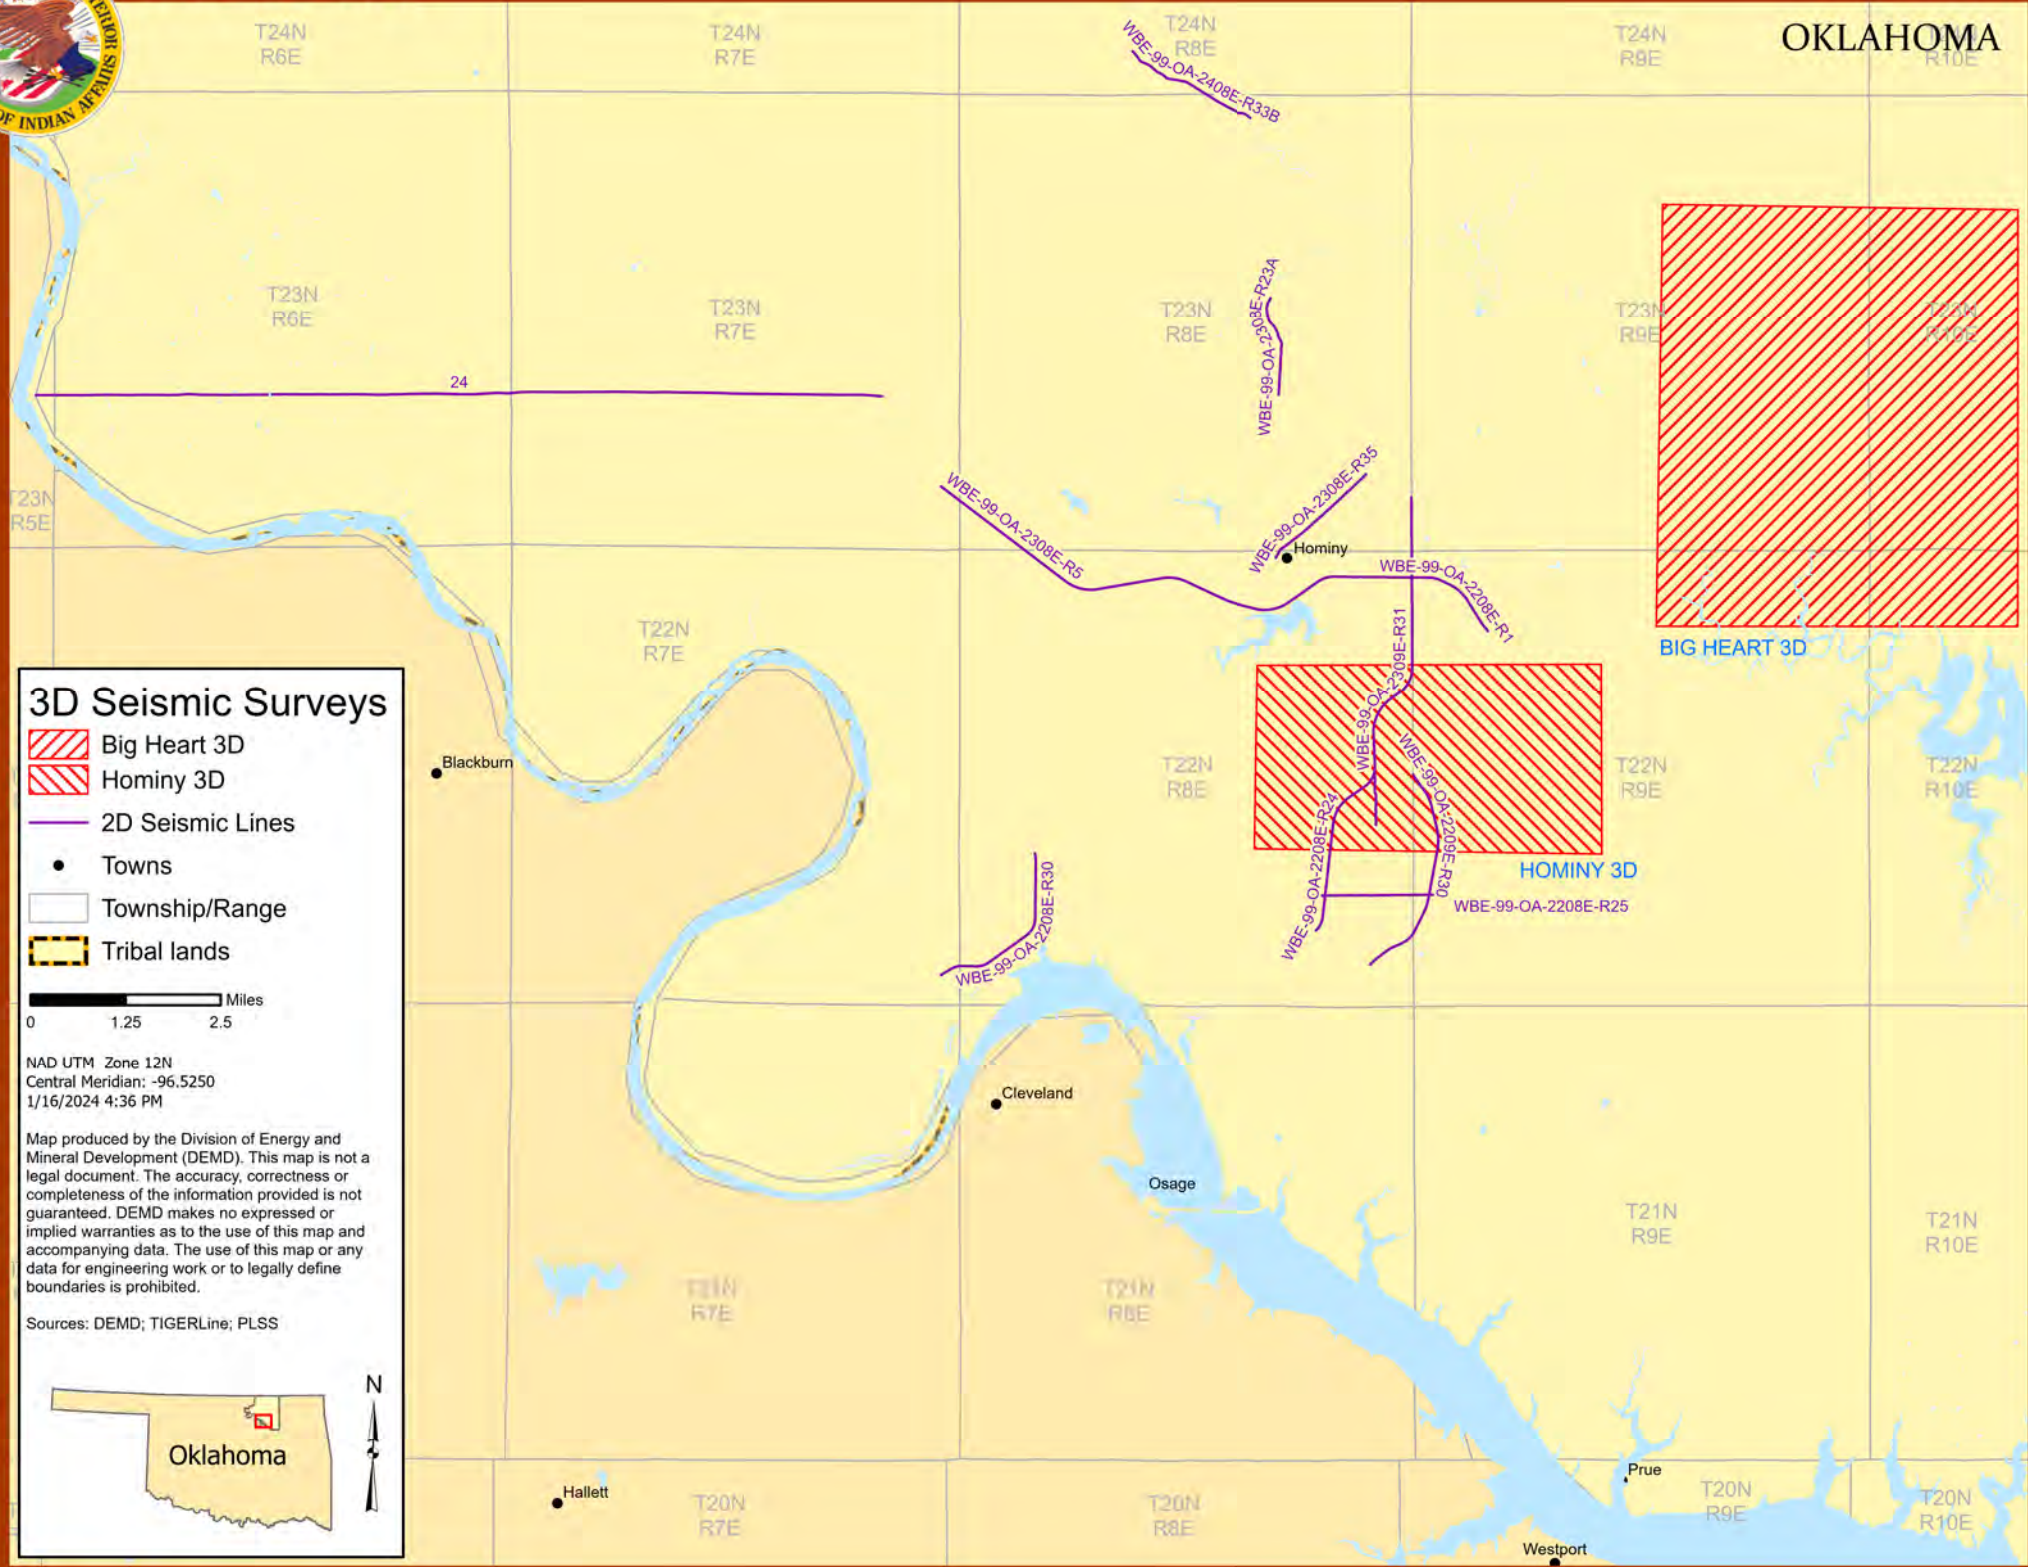 ERIOR
OF INDIAN AFFAIRS
OKLAHOMA
T24N
R6E
T24N
R7E
T24N
R8E
T24N
R9E
R10E
WBE-99-OA-2408E-R33B
T23N
R6E
T23N
R7E
T23N
R8E
T23N
R9E
T23N
R10E
WBE-99-OA-2308E-R23A
24
T23N
R5E
WBE-99-OA-2308E-R5
WBE-99-OA-2308E-R35
Hominy
WBE-99-OA-2208E-R1
WBE-99-OA-2309E-R31
T22N
R7E
BIG HEART 3D
Blackburn
T22N
R8E
T22N
R9E
T22N
R10E
WBE-99-OA-2209E-R30
WBE-99-OA-2208E-R24
HOMINY 3D
WBE-99-OA-2208E-R25
WBE-99-OA-2208E-R30
Cleveland
Osage
T21N
R7E
T21N
R8E
T21N
R9E
T21N
R10E
Hallett
T20N
R7E
T20N
R8E
Prue
T20N
R9E
T20N
R10E
Westport
3D Seismic Surveys
Big Heart 3D
Hominy 3D
2D Seismic Lines
Towns
Township/Range
Tribal lands
Miles
0 1.25 2.5
NAD UTM Zone 12N
Central Meridian: -96.5250
1/16/2024 4:36 PM
Map produced by the Division of Energy and
Mineral Development (DEMD). This map is not a
legal document. The accuracy, correctness or
completeness of the information provided is not
guaranteed. DEMD makes no expressed or
implied warranties as to the use of this map and
accompanying data. The use of this map or any
data for engineering work or to legally define
boundaries is prohibited.
Sources: DEMD; TIGERLine; PLSS
N
Oklahoma